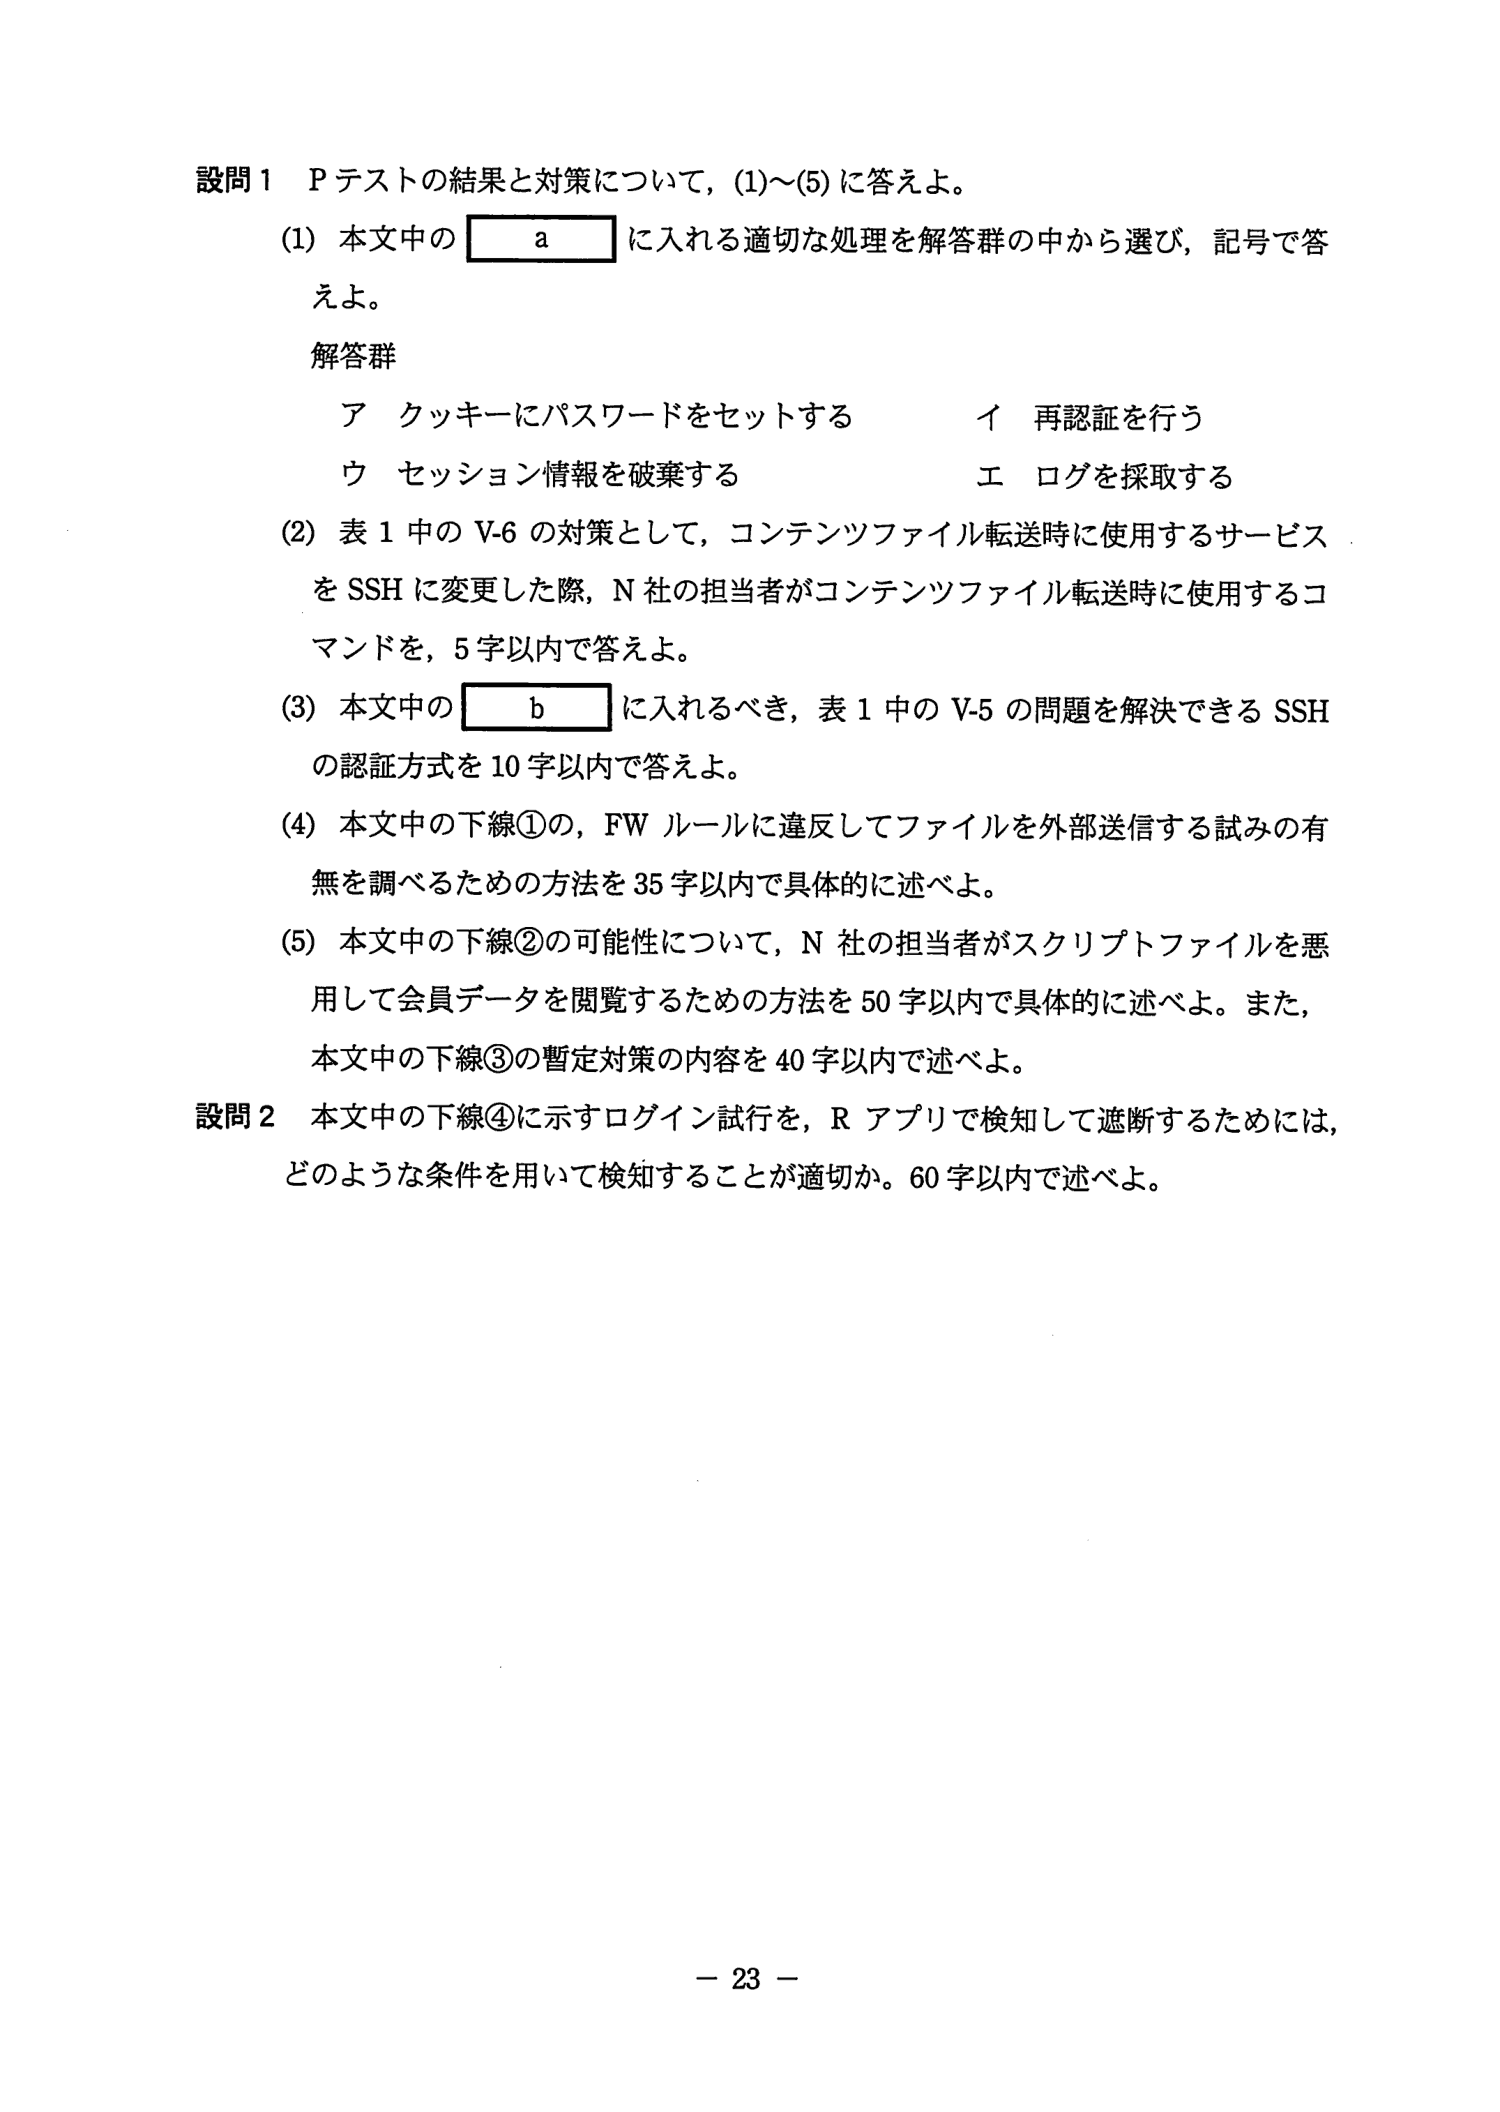 設問1　Pテストの結果と対策について，(1)～(5)に答えよ。
(1) 本文中の a に入れる適切な処理を解答群の中から選び，記号で答
えよ。
解答群
ア　クッキーにパスワードをセットする　　イ　再認証を行う
ウ　セッション情報を破棄する　　エ　ログを採取する
(2) 表1中のV-6の対策として，コンテンツファイル転送時に使用するサービス
をSSHに変更した際，N社の担当者がコンテンツファイル転送時に使用するコ
マンドを，5字以内で答えよ。
(3) 本文中の b に入れるべき，表1中のV-5の問題を解決できるSSH
の認証方式を10字以内で答えよ。
(4) 本文中の下線①の，FWルールに違反してファイルを外部送信する試みの有
無を調べるための方法を35字以内で具体的に述べよ。
(5) 本文中の下線②の可能性について，N社の担当者がスクリプトファイルを悪
用して会員データを閲覧するための方法を50字以内で具体的に述べよ。また，
本文中の下線③の暫定対策の内容を40字以内で述べよ。
設問2　本文中の下線④に示すログイン試行を，Rアプリで検知して遮断するためには，
どのような条件を用いて検知することが適切か。60字以内で述べよ。
－ 23 －